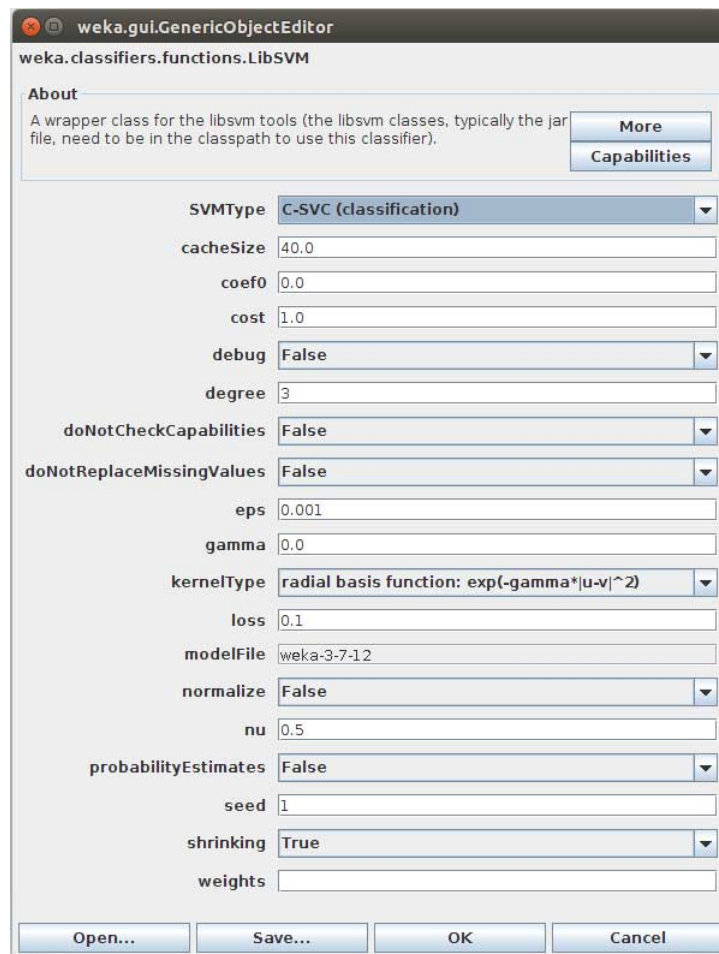 weka.gui.GenericObjectEditor
weka.classifiers.functions.LibSVM
About
A wrapper class for the libsvm tools (the libsvm classes, typically the jar
file, need to be in the classpath to use this classifier).
More
Capabilities
SVMType C-SVC (classification)
cacheSize 40.0
coef0 0.0
cost 1.0
debug False
degree 3
doNotCheckCapabilities False
doNotReplaceMissingValues False
eps 0.001
gamma 0.0
kernelType radial basis function: exp(-gamma*|u-v|^2)
loss 0.1
modelFile weka-3-7-12
normalize False
nu 0.5
probabilityEstimates False
seed 1
shrinking True
weights
Open... Save... OK Cancel